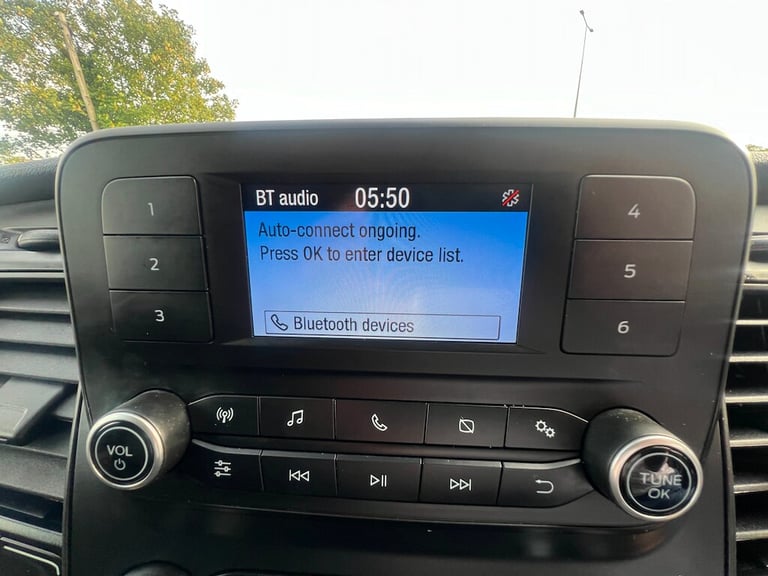 BT audio 05:50
Auto-connect ongoing.
Press OK to enter device list.
Bluetooth devices
1
2
3
4
5
6
VOL
TUNE
OK